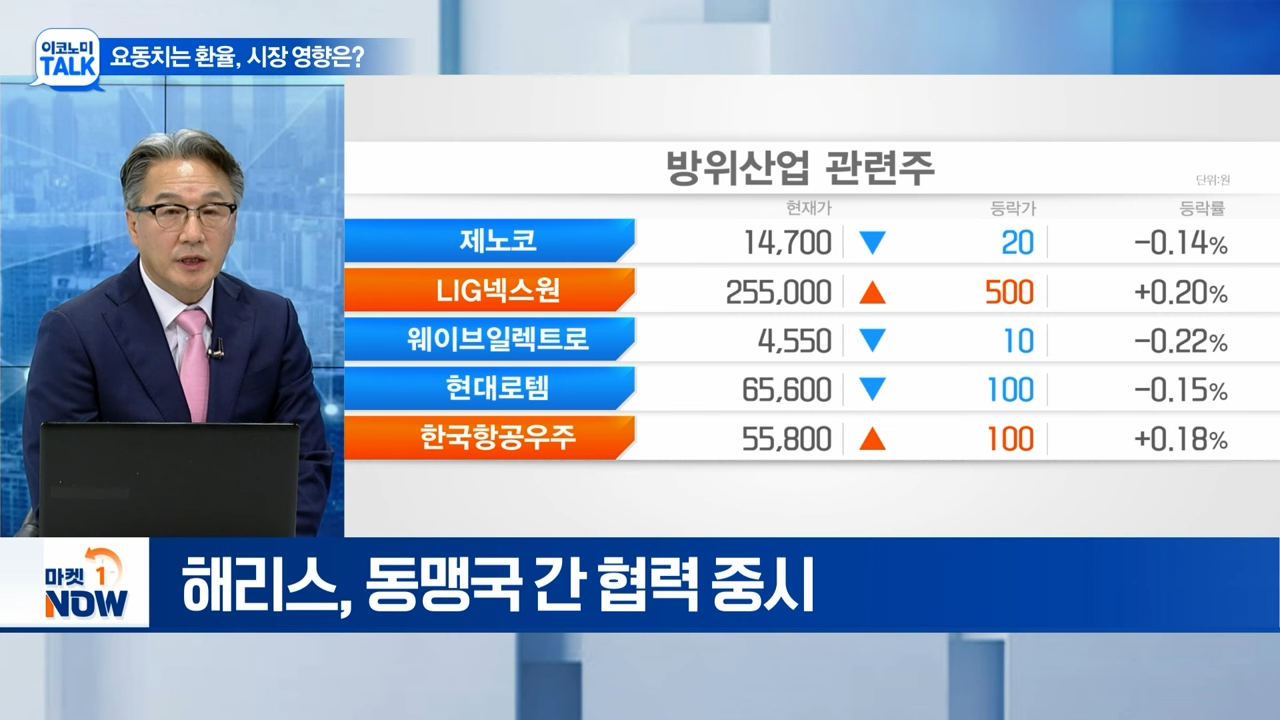 이코노미
TALK
요동치는 환율, 시장 영향은?
방위산업 관련주
단위:원
현재가 등락가 등락률
제노코 14,700 ▼ 20 -0.14%
LIG넥스원 255,000 ▲ 500 +0.20%
웨이브일렉트로 4,550 ▼ 10 -0.22%
현대로템 65,600 ▼ 100 -0.15%
한국항공우주 55,800 ▲ 100 +0.18%
마켓 1
NOW
해리스, 동맹국 간 협력 중시